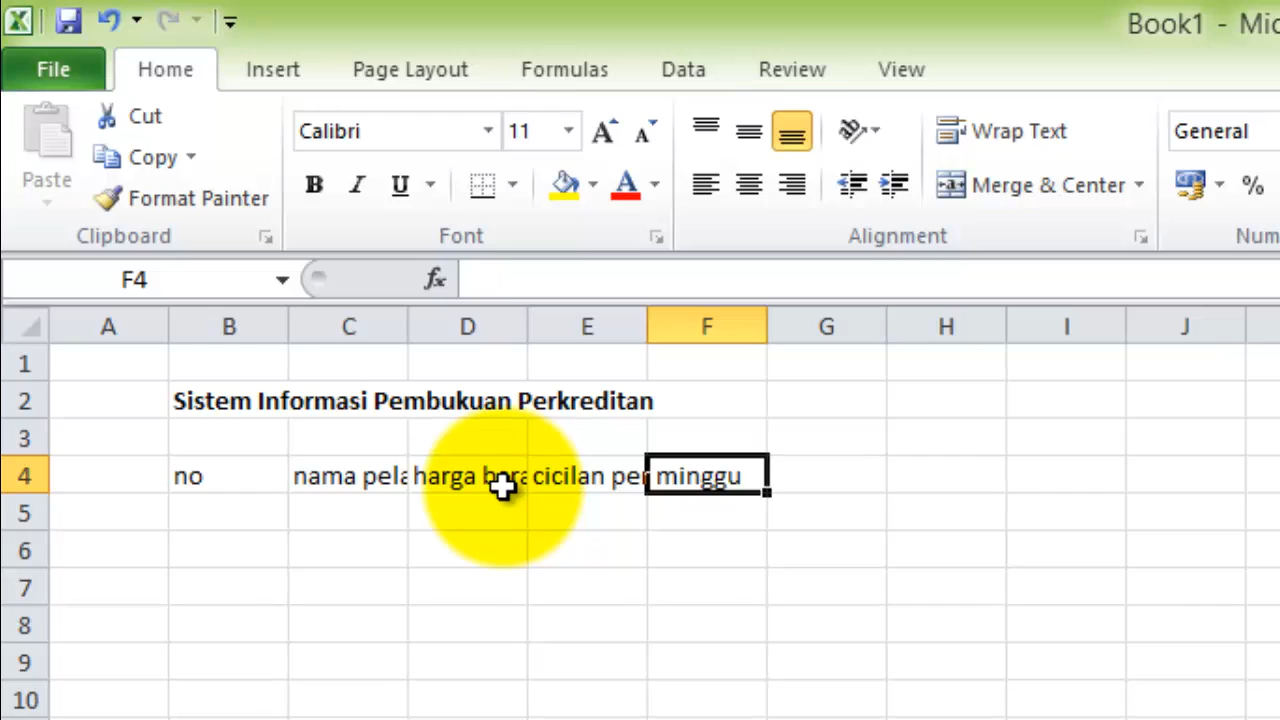 Book1 - Mic
File Home Insert Page Layout Formulas Data Review View
Cut
Copy
Paste
Format Painter
Calibri 11
Wrap Text
General
B I U
Merge & Center
%
Clipboard Font Alignment Num
F4 fx
A B C D E F G H I J
1
2 Sistem Informasi Pembukuan Perkreditan
3
4 no nama pela harga bara cicilan per minggu
5
6
7
8
9
10